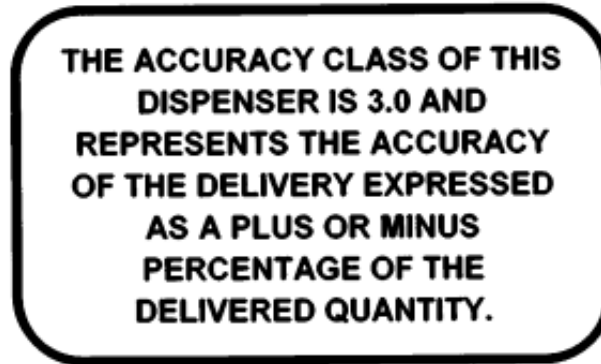 THE ACCURACY CLASS OF THIS
DISPENSER IS 3.0 AND
REPRESENTS THE ACCURACY
OF THE DELIVERY EXPRESSED
AS A PLUS OR MINUS
PERCENTAGE OF THE
DELIVERED QUANTITY.